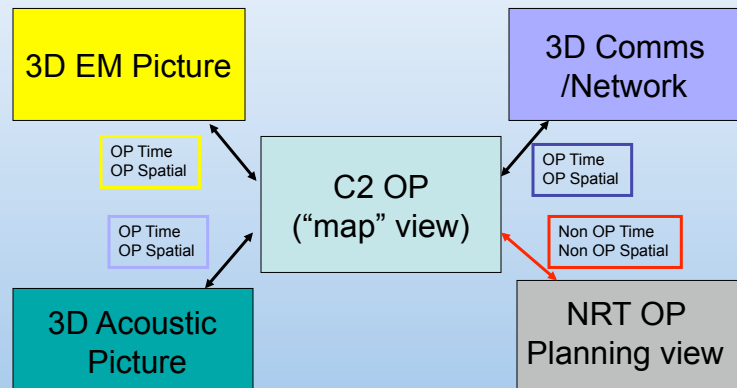 3D EM Picture
3D Comms
/Network
OP Time
OP Spatial
C2 OP
(“map” view)
OP Time
OP Spatial
OP Time
OP Spatial
Non OP Time
Non OP Spatial
3D Acoustic
Picture
NRT OP
Planning view